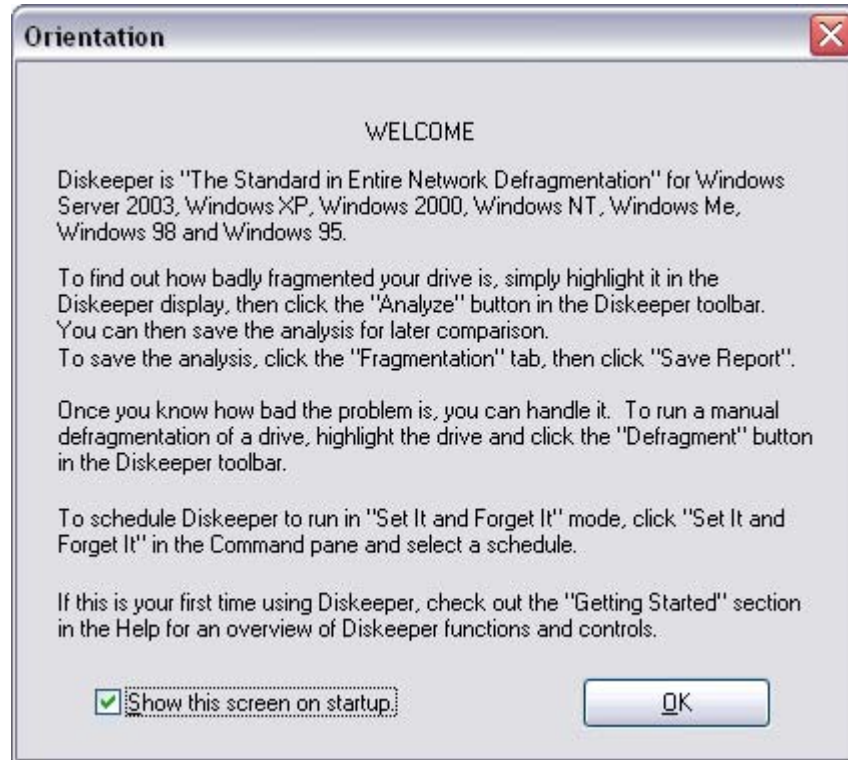 Orientation
WELCOME
Diskeeper is "The Standard in Entire Network Defragmentation" for Windows
Server 2003, Windows XP, Windows 2000, Windows NT, Windows Me,
Windows 98 and Windows 95.
To find out how badly fragmented your drive is, simply highlight it in the
Diskeeper display, then click the "Analyze" button in the Diskeeper toolbar.
You can then save the analysis for later comparison.
To save the analysis, click the "Fragmentation" tab, then click "Save Report".
Once you know how bad the problem is, you can handle it.  To run a manual
defragmentation of a drive, highlight the drive and click the "Defragment" button
in the Diskeeper toolbar.
To schedule Diskeeper to run in "Set It and Forget It" mode, click "Set It and
Forget It" in the Command pane and select a schedule.
If this is your first time using Diskeeper, check out the "Getting Started" section
in the Help for an overview of Diskeeper functions and controls.
Show this screen on startup.
OK